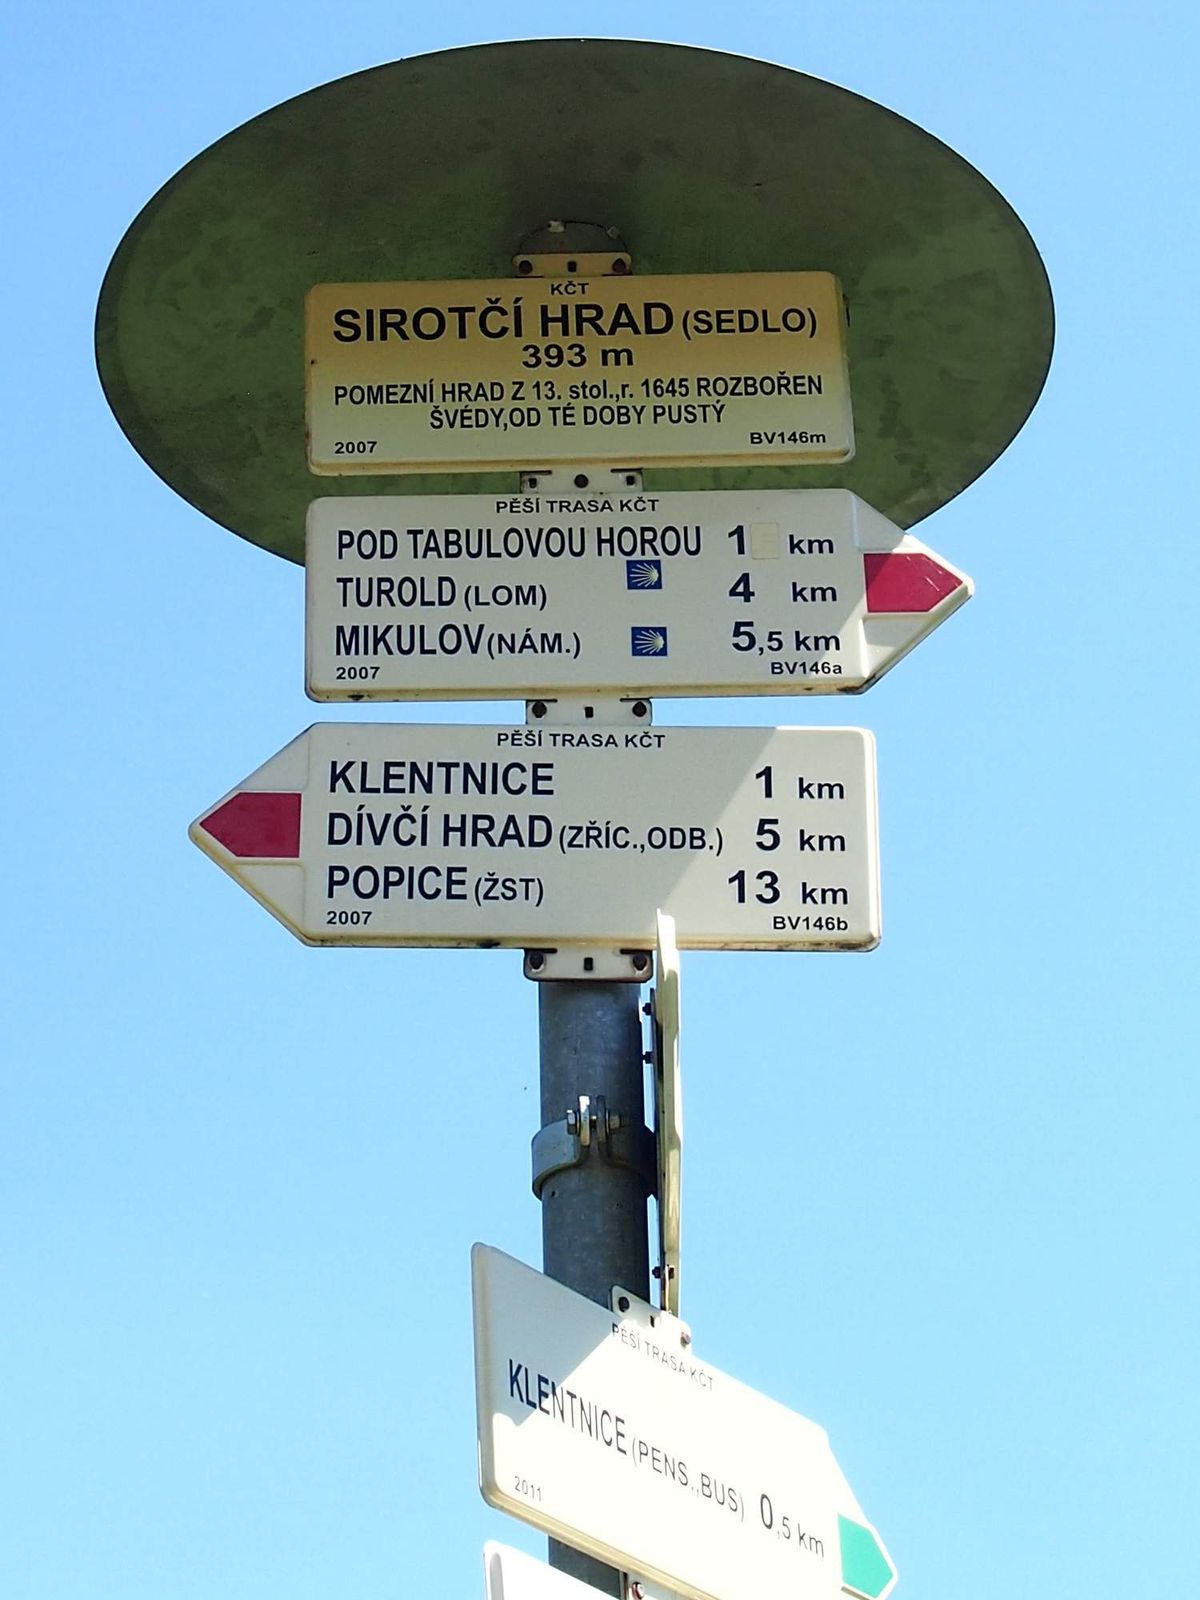 KČT
SIROTČÍ HRAD (SEDLO)
393 m
POMEZNÍ HRAD Z 13. stol.,r. 1645 ROZBOŘEN
ŠVÉDY,OD TÉ DOBY PUSTÝ
2007 BV146m
PĚŠÍ TRASA KČT
POD TABULOVOU HOROU 1 km
TUROLD (LOM) 4 km
MIKULOV (NÁM.) 5,5 km
2007 BV146a
PĚŠÍ TRASA KČT
KLENTNICE 1 km
DÍVČÍ HRAD (ZŘÍC.,ODB.) 5 km
POPICE (ŽST) 13 km
2007 BV146b
PĚŠÍ TRASA KČT
KLENTNICE (PENS.,BUS) 0,5 km
2011